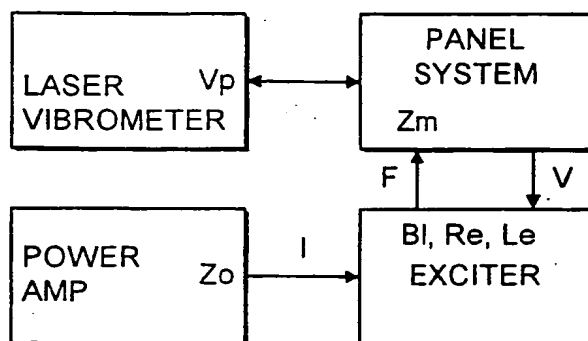 PANEL
SYSTEM
Zm
LASER
VIBROMETER
Vp
F
V
POWER
AMP
Zo
I
Bl, Re, Le
EXCITER